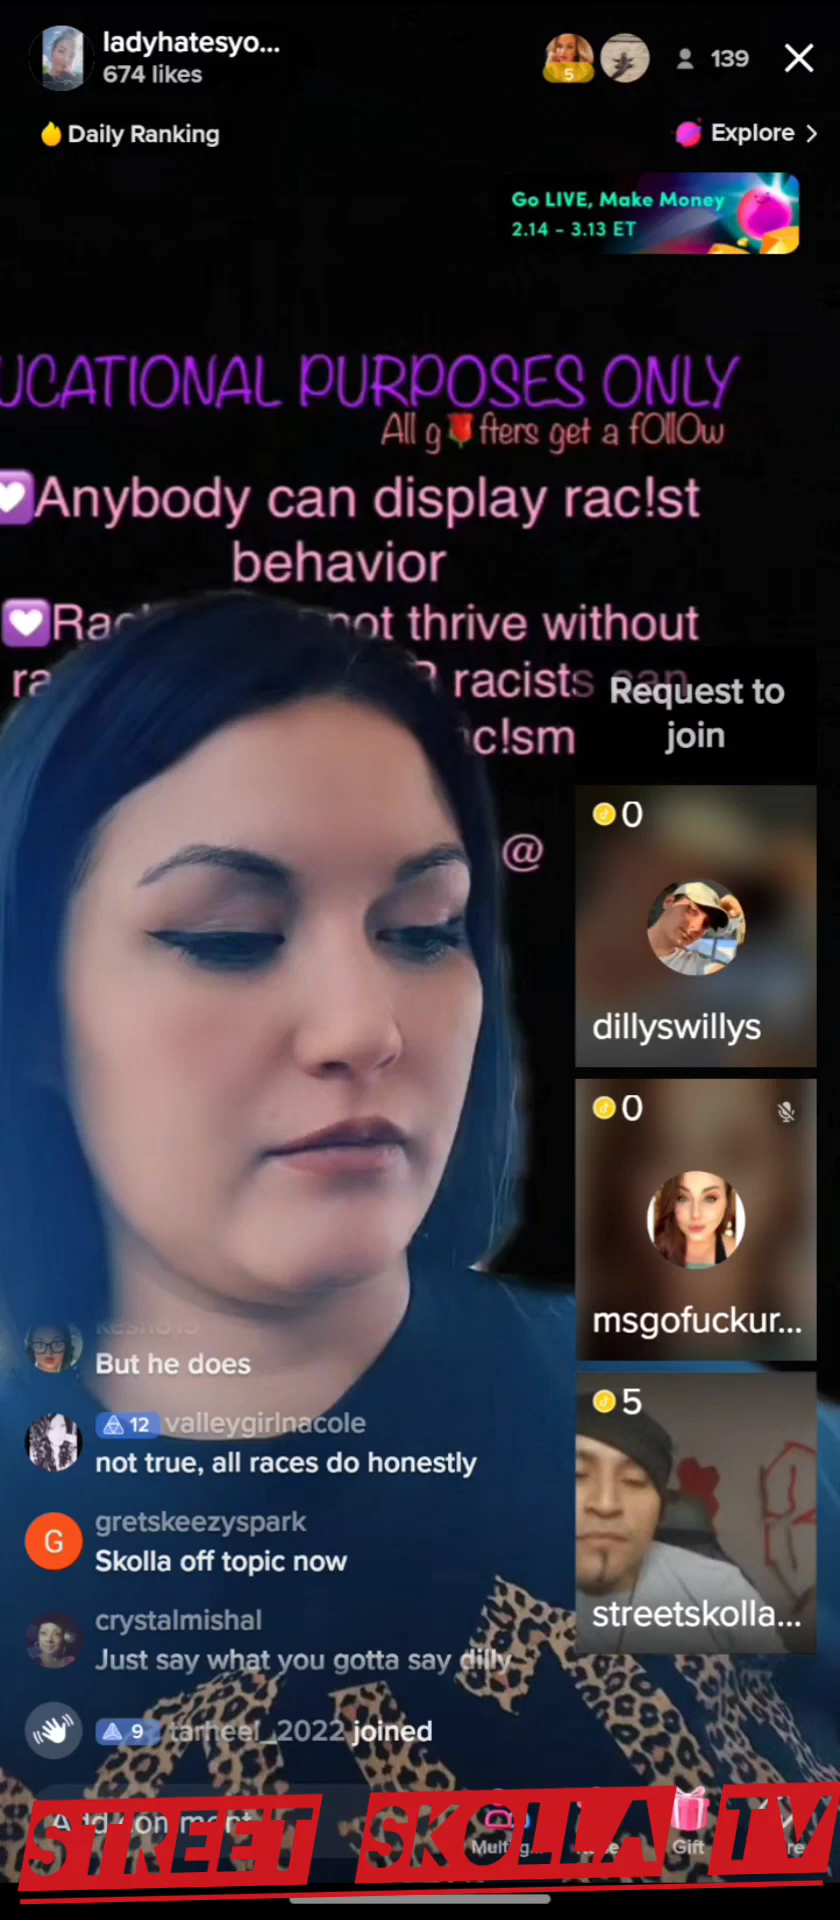 ladyhatesyo...
674 likes
5
139
Daily Ranking
Explore
Go LIVE, Make Money
2.14 - 3.13 ET
UCATIONAL PURPOSES ONLY
All g🌹fters get a fOllOw
Anybody can display rac!st
behavior
not thrive without
racists can
c!sm
@
Request to
join
0
dillyswillys
0
msgofuckur...
5
streetskolla...
But he does
12 valleygirlnacole
not true, all races do honestly
G
gretskeezyspark
Skolla off topic now
crystalmishal
Just say what you gotta say dilly
9 tarheel_2022 joined
Add comment
Gift
STREET SKOLLA TV